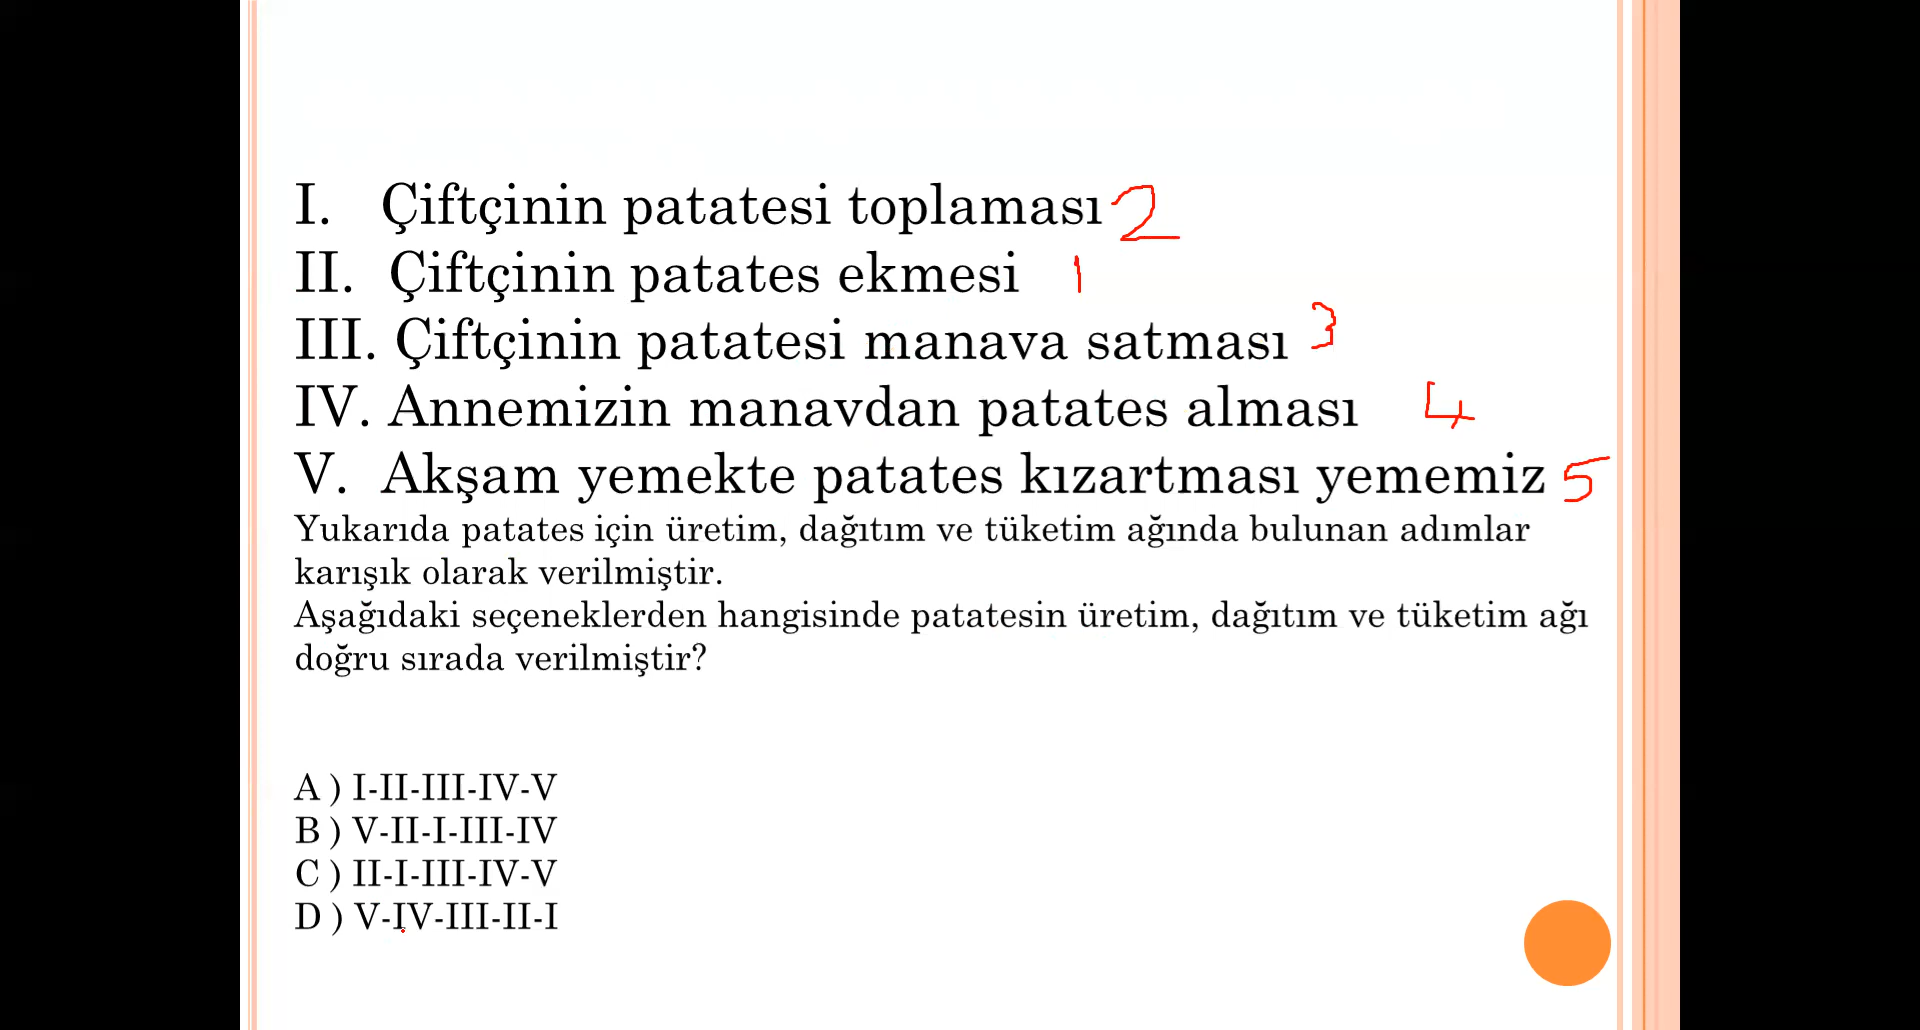 I. Çiftçinin patatesi toplaması 2
II. Çiftçinin patates ekmesi 1
III. Çiftçinin patatesi manava satması 3
IV. Annemizin manavdan patates alması 4
V. Akşam yemekte patates kızartması yememiz 5
Yukarıda patates için üretim, dağıtım ve tüketim ağında bulunan adımlar
karışık olarak verilmiştir.
Aşağıdaki seçeneklerden hangisinde patatesin üretim, dağıtım ve tüketim ağı
doğru sırada verilmiştir?
A ) I-II-III-IV-V
B ) V-II-I-III-IV
C ) II-I-III-IV-V
D ) V-IV-III-II-I